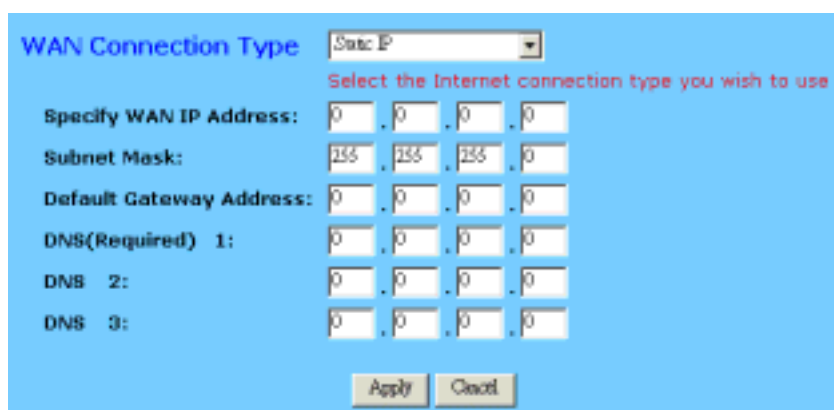 WAN Connection Type Static IP
Select the Internet connection type you wish to use
Specify WAN IP Address: 0 . 0 . 0 . 0
Subnet Mask: 255 . 255 . 255 . 0
Default Gateway Address: 0 . 0 . 0 . 0
DNS(Required) 1: 0 . 0 . 0 . 0
DNS 2: 0 . 0 . 0 . 0
DNS 3: 0 . 0 . 0 . 0
Apply Cancel